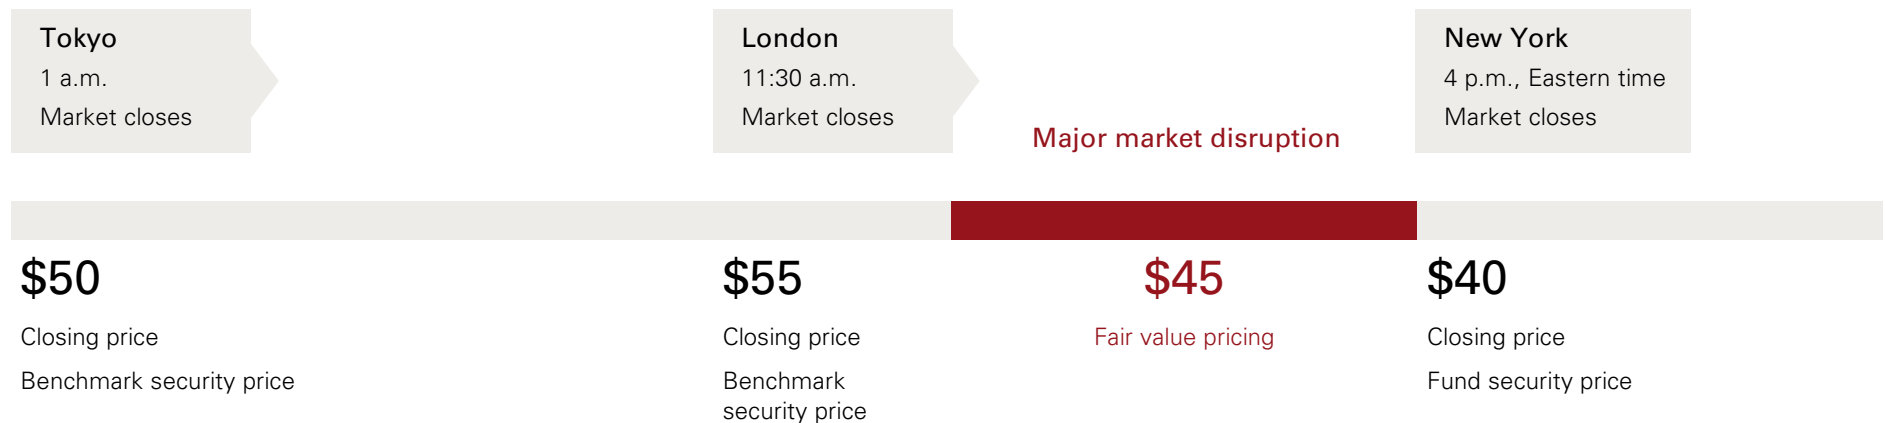 Tokyo
1 a.m.
Market closes
London
11:30 a.m.
Market closes
Major market disruption
New York
4 p.m., Eastern time
Market closes
$50
Closing price
Benchmark security price
$55
Closing price
Benchmark
security price
$45
Fair value pricing
$40
Closing price
Fund security price